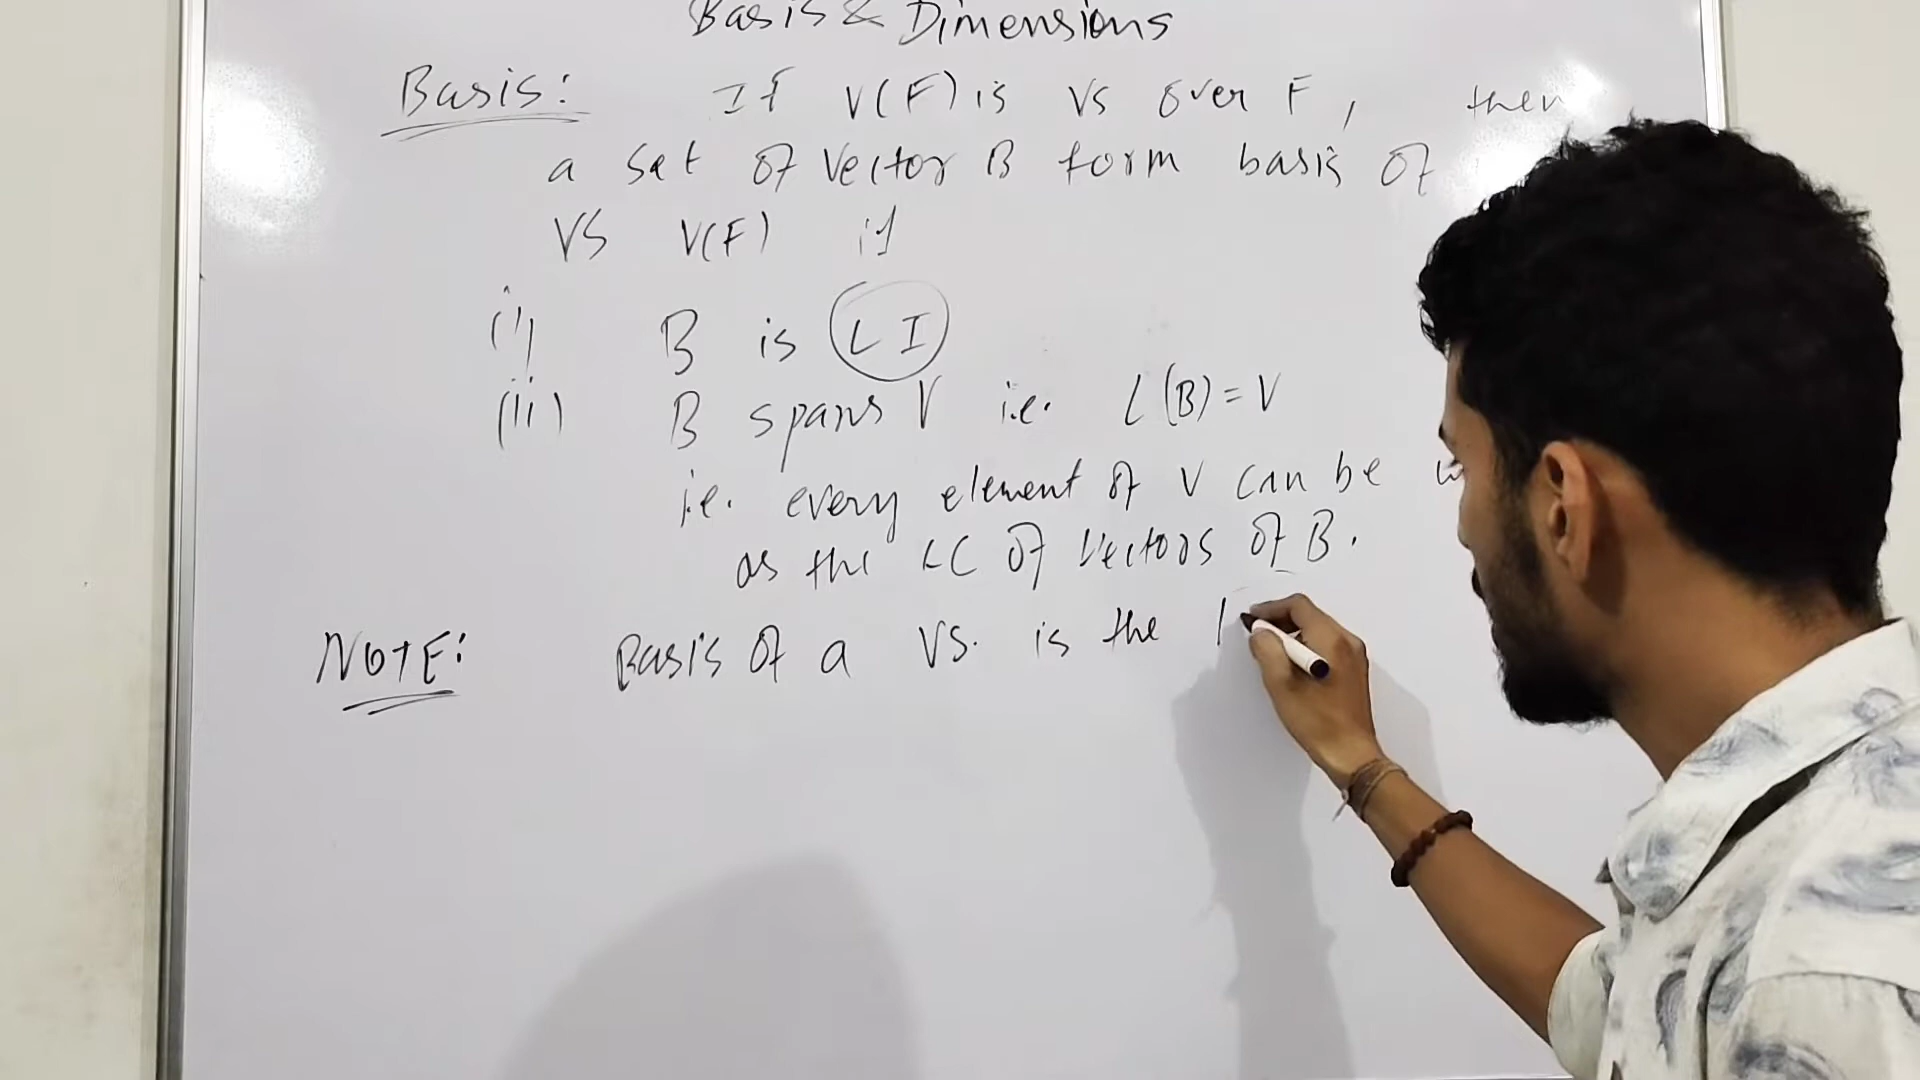 Basis & Dimensions
Basis: If V(F) is VS over F, then
a set of vector B form basis of
VS V(F) if
(i) B is LI
(ii) B spans V i.e. L(B) = V
i.e. every element of V can be
as the LC of vectors of B.
NOTE: Basis of a VS. is the